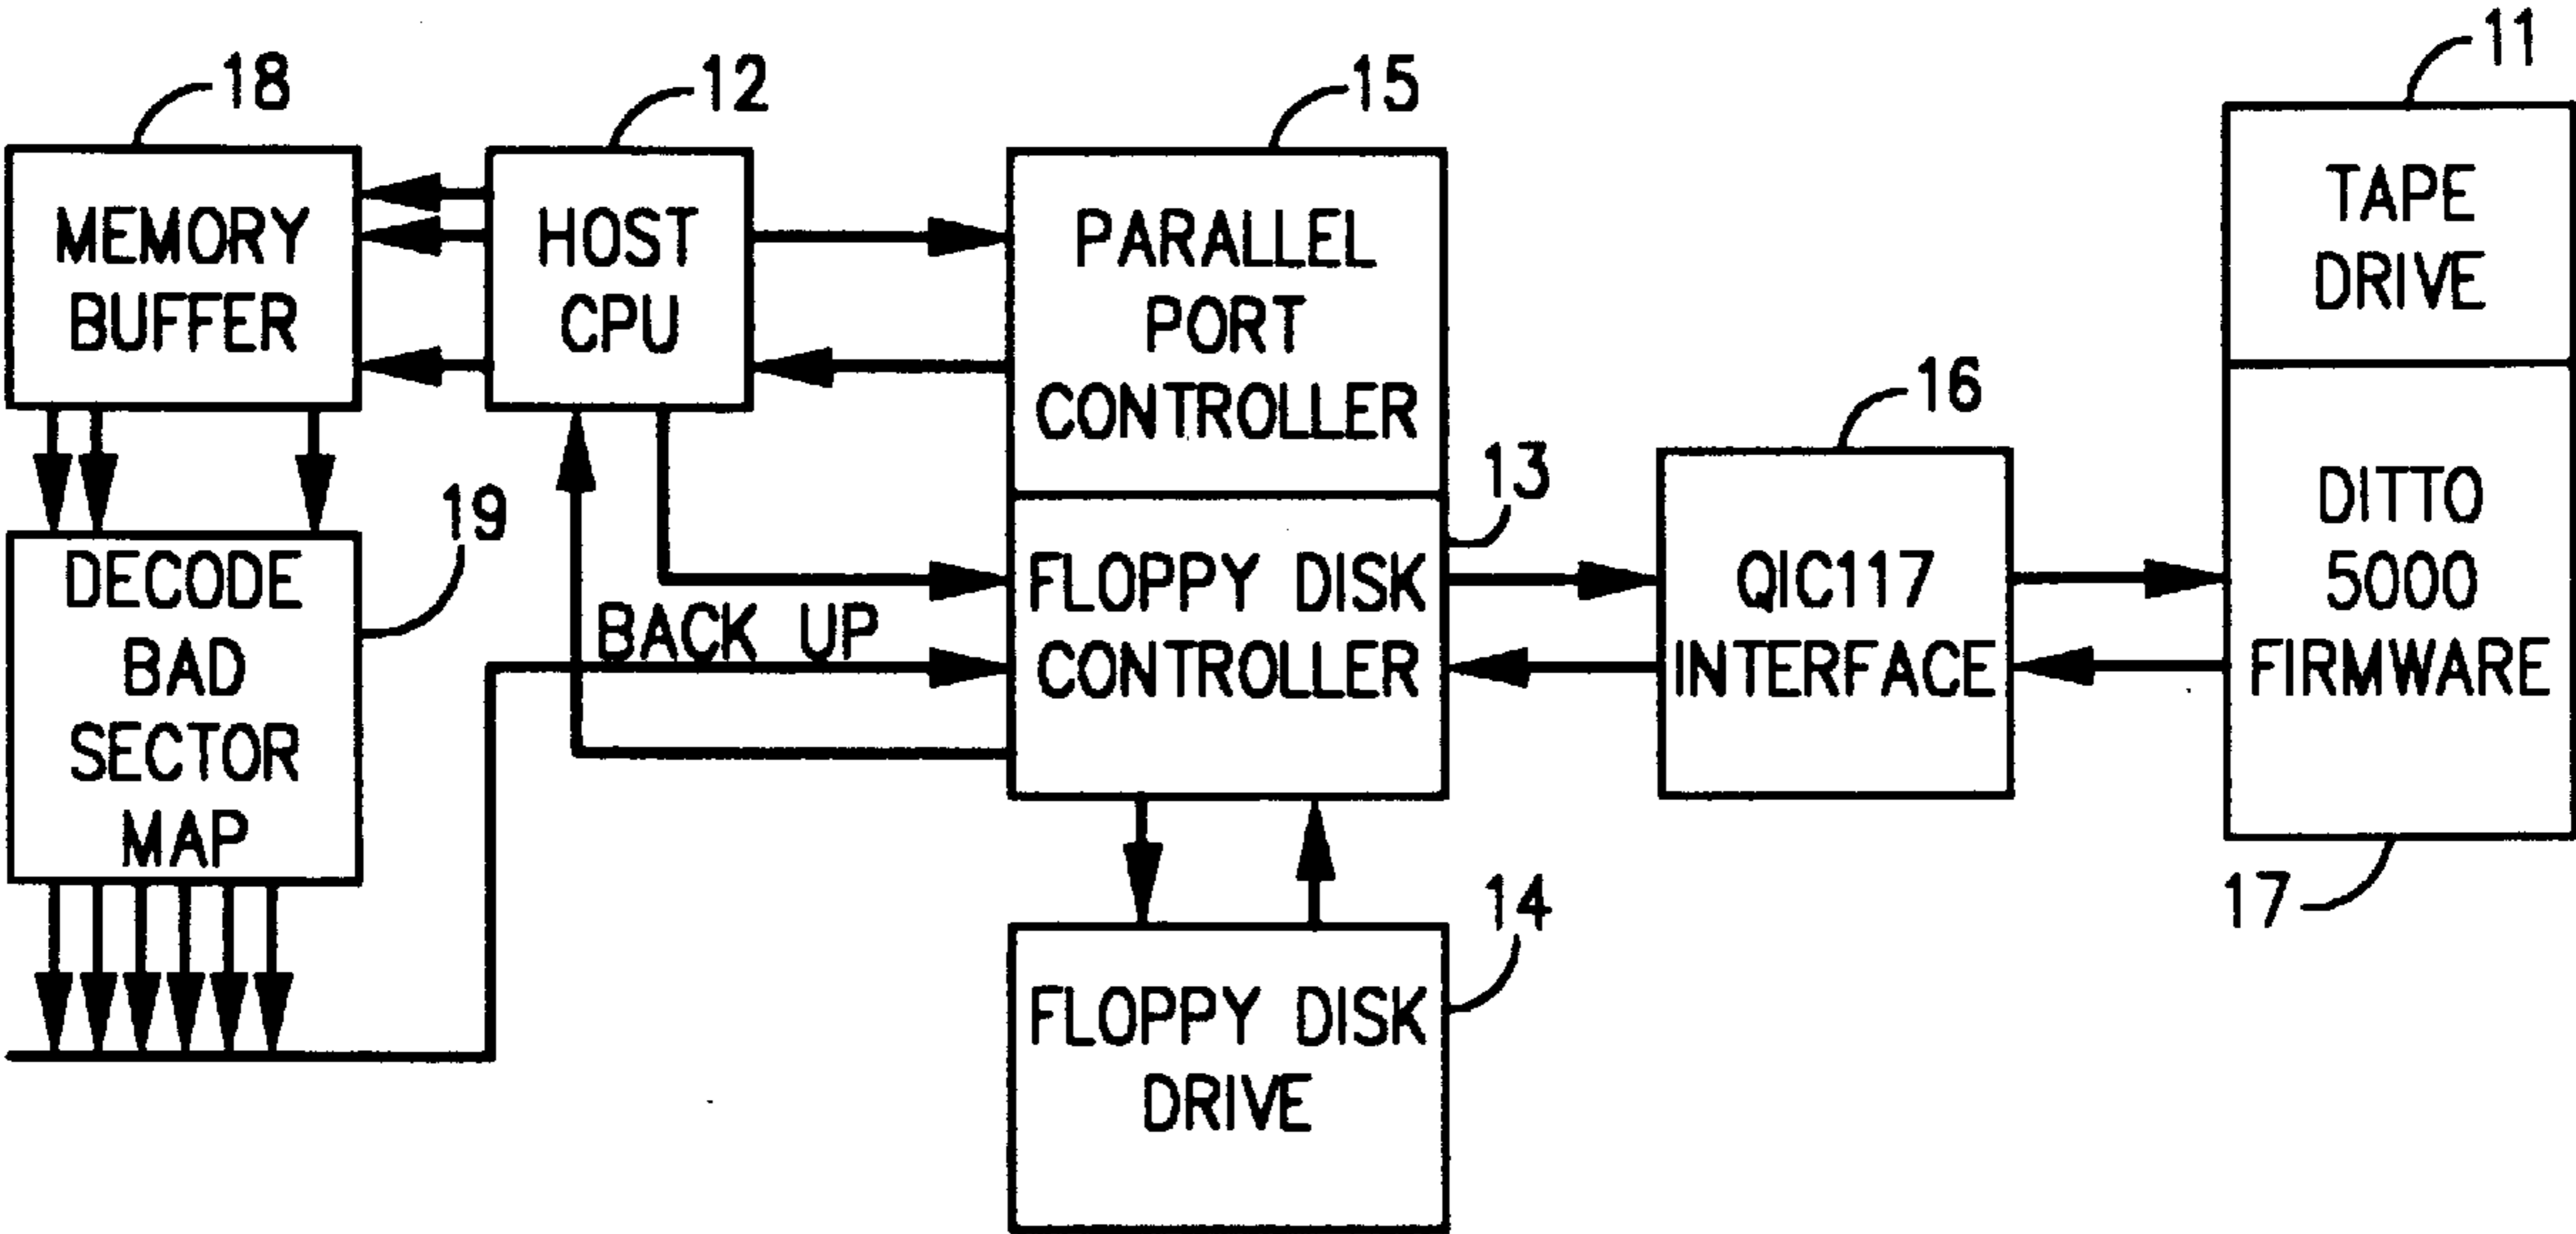 18
12
15
11
MEMORY
BUFFER
HOST
CPU
PARALLEL
PORT
CONTROLLER
TAPE
DRIVE
16
13
19
DECODE
BAD
SECTOR
MAP
BACK UP
FLOPPY DISK
CONTROLLER
QIC117
INTERFACE
DITTO
5000
FIRMWARE
14
17
FLOPPY DISK
DRIVE